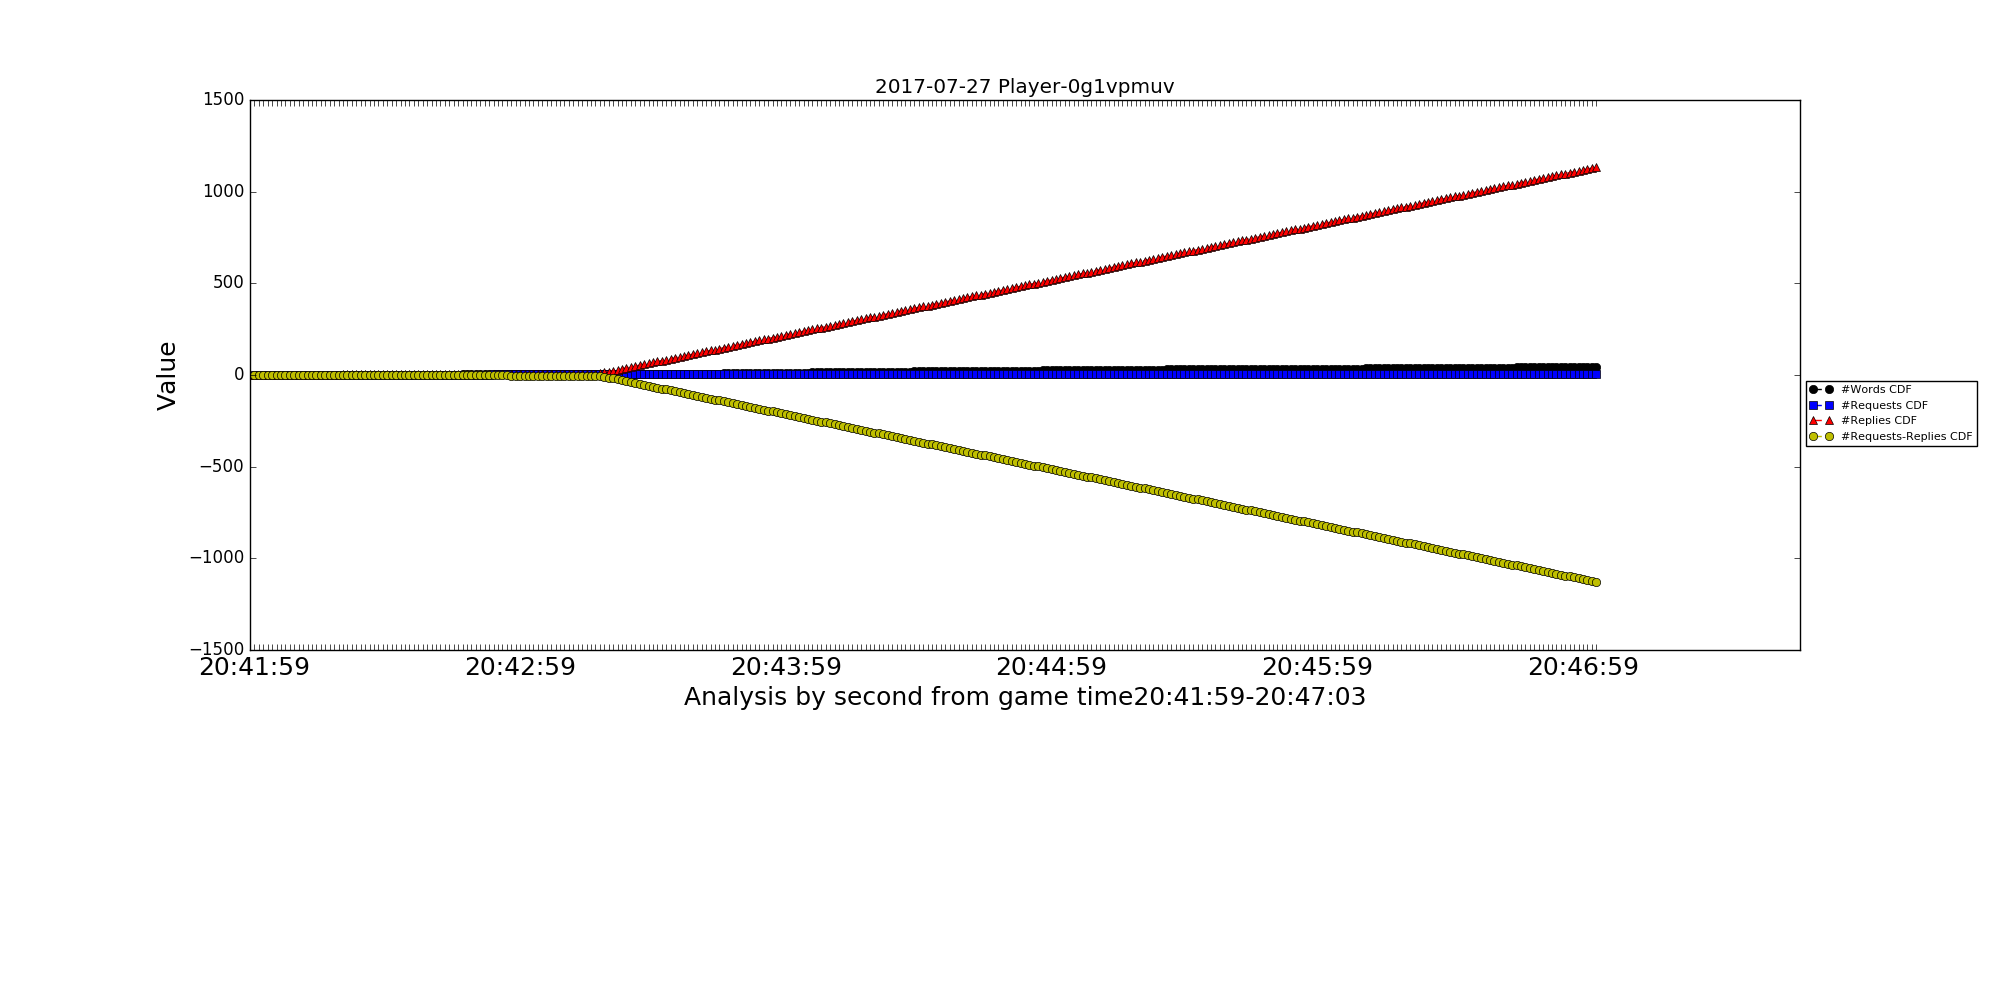 2017-07-27 Player-0g1vpmuv
1500
1000
500
0
−500
−1000
−1500
Value
20:41:59 20:42:59 20:43:59 20:44:59 20:45:59 20:46:59
Analysis by second from game time20:41:59-20:47:03
#Words CDF
#Requests CDF
#Replies CDF
#Requests-Replies CDF